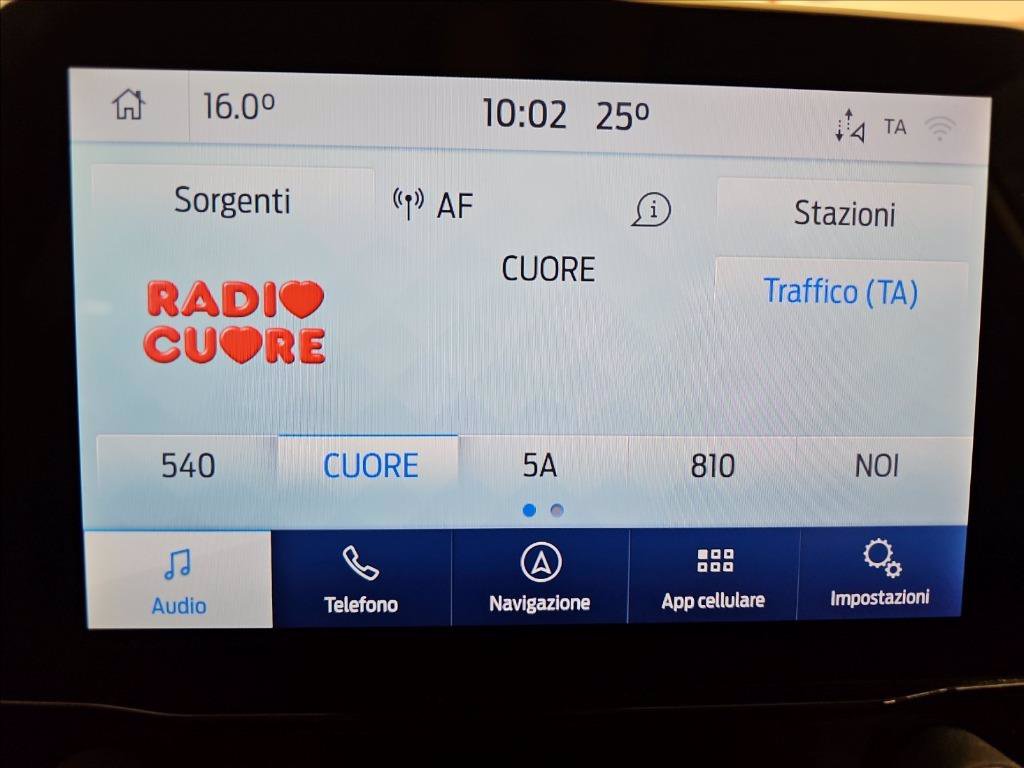 16.0º 10:02 25º TA
Sorgenti AF i Stazioni
CUORE
Traffico (TA)
RADIO
CUORE
540 CUORE 5A 810 NOI
Audio Telefono Navigazione App cellulare Impostazioni